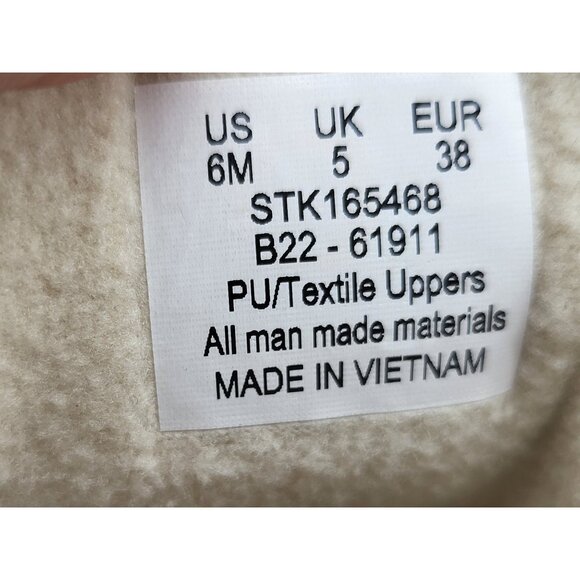 US UK EUR
6M 5 38
STK165468
B22 - 61911
PU/Textile Uppers
All man made materials
MADE IN VIETNAM